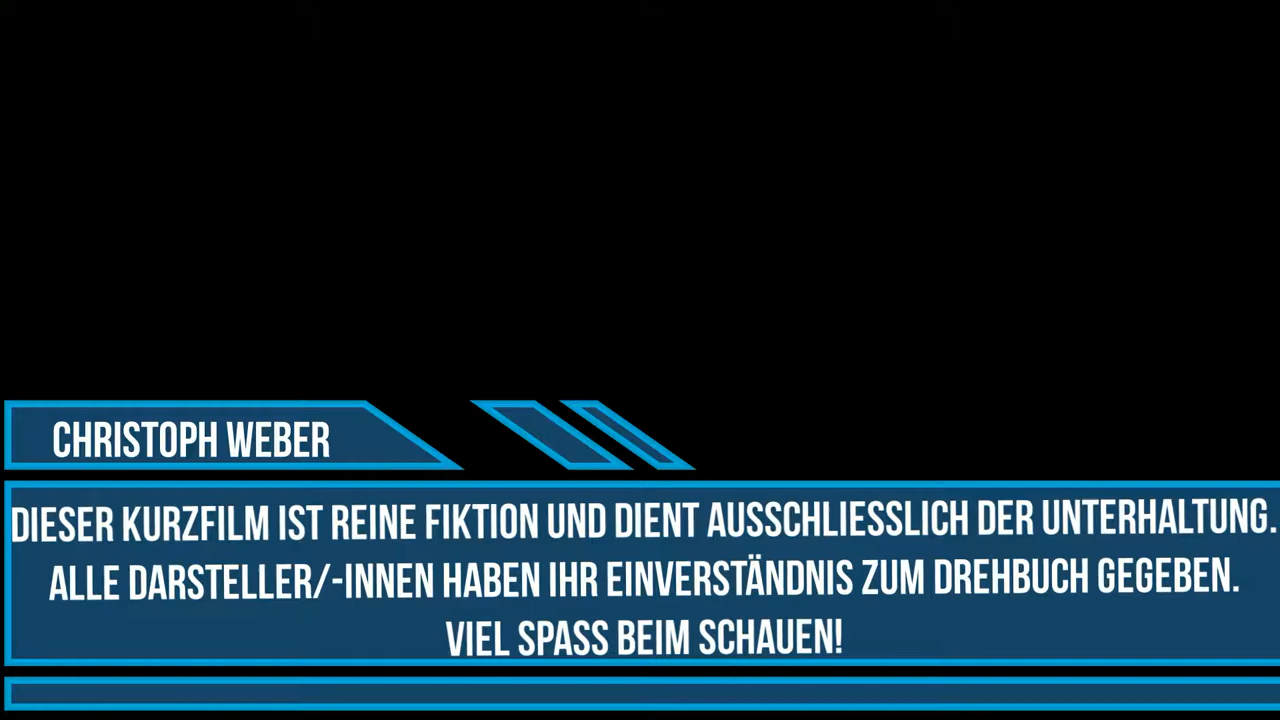 CHRISTOPH WEBER
DIESER KURZFILM IST REINE FIKTION UND DIENT AUSSCHLIESSLICH DER UNTERHALTUNG.
ALLE DARSTELLER/-INNEN HABEN IHR EINVERSTÄNDNIS ZUM DREHBUCH GEGEBEN.
VIEL SPASS BEIM SCHAUEN!